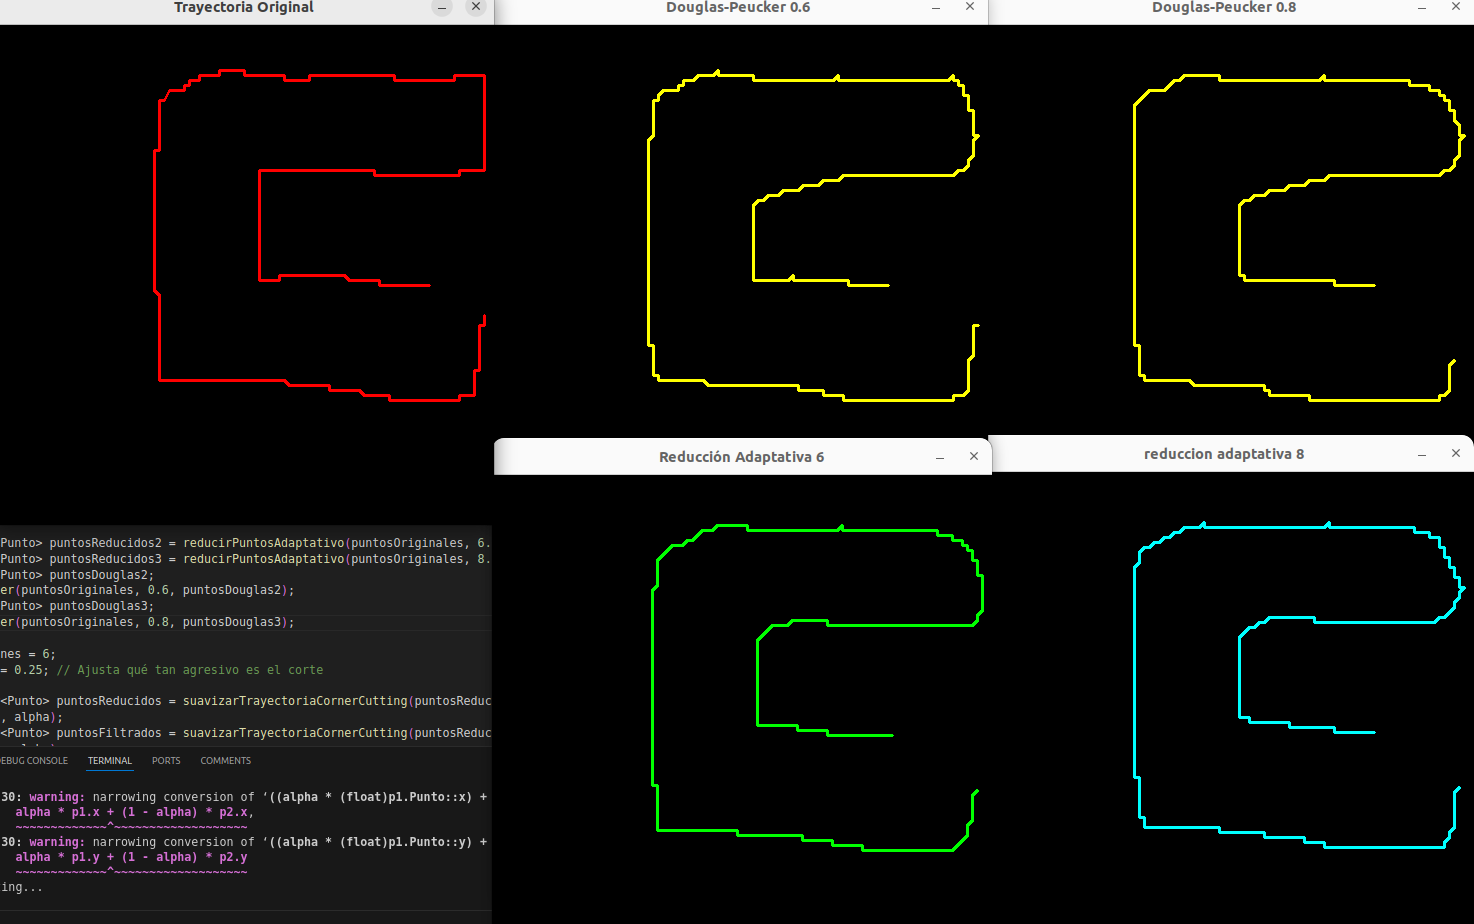 Trayectoria Original
Douglas-Peucker 0.6
Douglas-Peucker 0.8
Reducción Adaptativa 6
reduccion adaptativa 8
Punto> puntosReducidos2 = reducirPuntosAdaptativo(puntosOriginales, 6.
Punto> puntosReducidos3 = reducirPuntosAdaptativo(puntosOriginales, 8.
Punto> puntosDouglas2;
er(puntosOriginales, 0.6, puntosDouglas2);
Punto> puntosDouglas3;
er(puntosOriginales, 0.8, puntosDouglas3);
nes = 6;
= 0.25; // Ajusta qué tan agresivo es el corte
<Punto> puntosReducidos = suavizarTrayectoriaCornerCutting(puntosReduc
, alpha);
<Punto> puntosFiltrados = suavizarTrayectoriaCornerCutting(puntosReduc
EBUG CONSOLE TERMINAL PORTS COMMENTS
30: warning: narrowing conversion of ‘((alpha * (float)p1.Punto::x) +
alpha * p1.x + (1 - alpha) * p2.x,
~~~~~~~~~~~~~^~~~~~~~~~~~~~~~~~~~
30: warning: narrowing conversion of ‘((alpha * (float)p1.Punto::y) +
alpha * p1.y + (1 - alpha) * p2.y
~~~~~~~~~~~~~^~~~~~~~~~~~~~~~~~~~
ing...